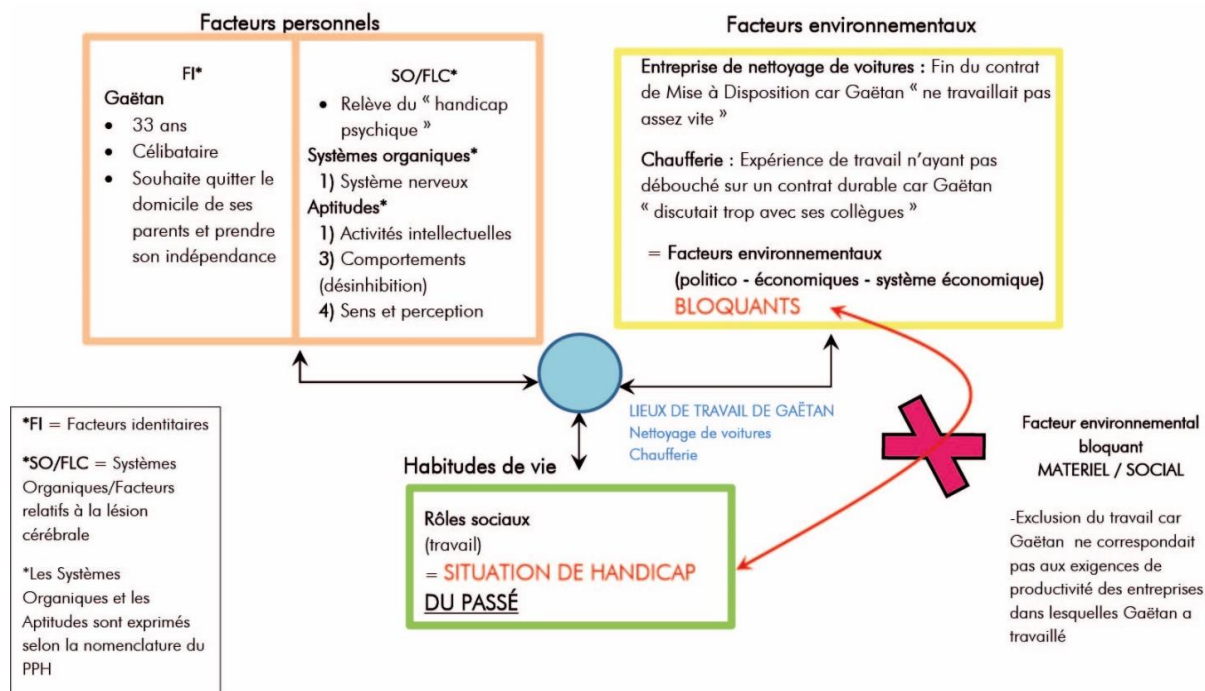 Facteurs personnels
FI*
Gaëtan
• 33 ans
• Célibataire
• Souhaite quitter le
domicile de ses
parents et prendre
son indépendance
SO/FLC*
• Relève du “ handicap
psychique ”
Systèmes organiques*
1) Système nerveux
Aptitudes*
1) Activités intellectuelles
3) Comportements
(désinhibition)
4) Sens et perception
Facteurs environnementaux
Entreprise de nettoyage de voitures : Fin du contrat
de Mise à Disposition car Gaëtan “ ne travaillait pas
assez vite ”
Chaufferie : Expérience de travail n’ayant pas
débouché sur un contrat durable car Gaëtan
“ discutait trop avec ses collègues ”
= Facteurs environnementaux
(politico - économiques - système économique)
BLOQUANTS
LIEUX DE TRAVAIL DE GAËTAN
Nettoyage de voitures
Chaufferie
Habitudes de vie
Rôles sociaux
(travail)
= SITUATION DE HANDICAP
DU PASSÉ
*FI = Facteurs identitaires
*SO/FLC = Systèmes
Organiques/Facteurs
relatifs à la lésion
cérébrale
*Les Systèmes
Organiques et les
Aptitudes sont exprimés
selon la nomenclature du
PPH
Facteur environnemental
bloquant
MATERIEL / SOCIAL
-Exclusion du travail car
Gaëtan ne correspondait
pas aux exigences de
productivité des entreprises
dans lesquelles Gaëtan a
travaillé